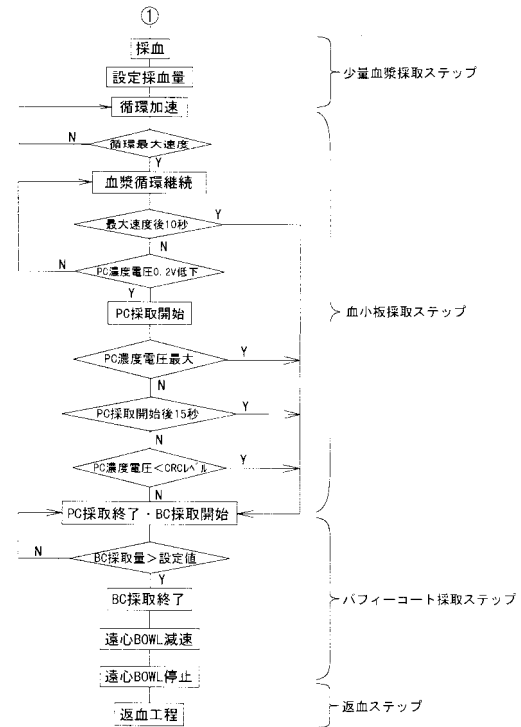 ①
採血
設定採血量
少量血漿採取ステップ
循環加速
N
循環最大速度
Y
血漿循環継続
最大速度後10秒
Y
N
N
PC濃度電圧0.2V低下
Y
PC採取開始
血小板採取ステップ
PC濃度電圧最大
Y
N
PC採取開始後15秒
Y
N
PC濃度電圧<CRCレベル
Y
N
PC採取終了・BC採取開始
N
BC採取量>設定値
Y
BC採取終了
バフィーコート採取ステップ
遠心BOWL減速
遠心BOWL停止
返血ステップ
返血工程